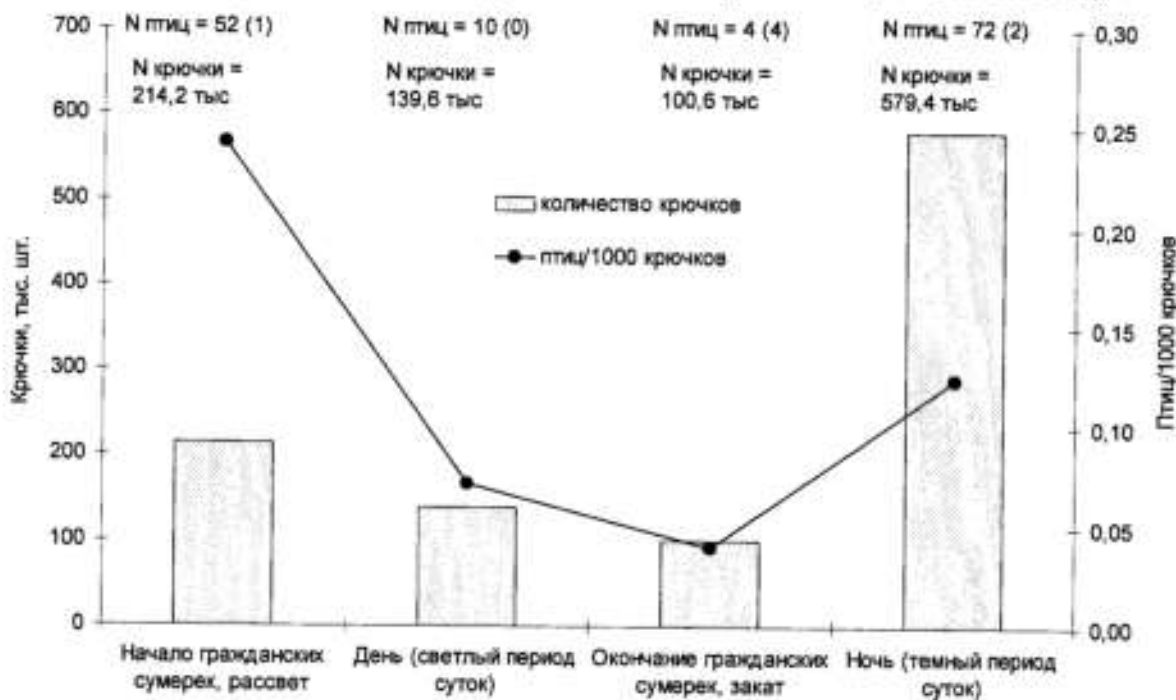 700
600
500
400
300
200
100
0
Крючки, тыс. шт.
N птиц = 52 (1)
N крючки =
214,2 тыс
N птиц = 10 (0)
N крючки =
139,6 тыс
N птиц = 4 (4)
N крючки =
100,6 тыс
N птиц = 72 (2)
N крючки =
579,4 тыс
количество крючков
птиц/1000 крючков
0,30
0,25
0,20
0,15
0,10
0,05
0,00
Птиц/1000 крючков
Начало гражданских
сумерек, рассвет
День (светлый период
суток)
Окончание гражданских
сумерек, закат
Ночь (темный период
суток)